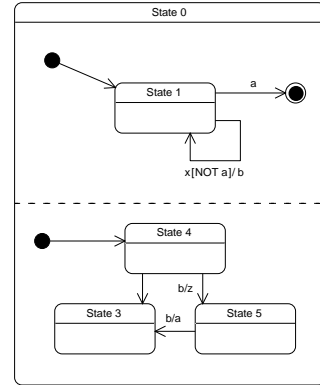 State 0
State 1
a
x[NOT a]/ b
State 4
b/z
State 3
b/a
State 5